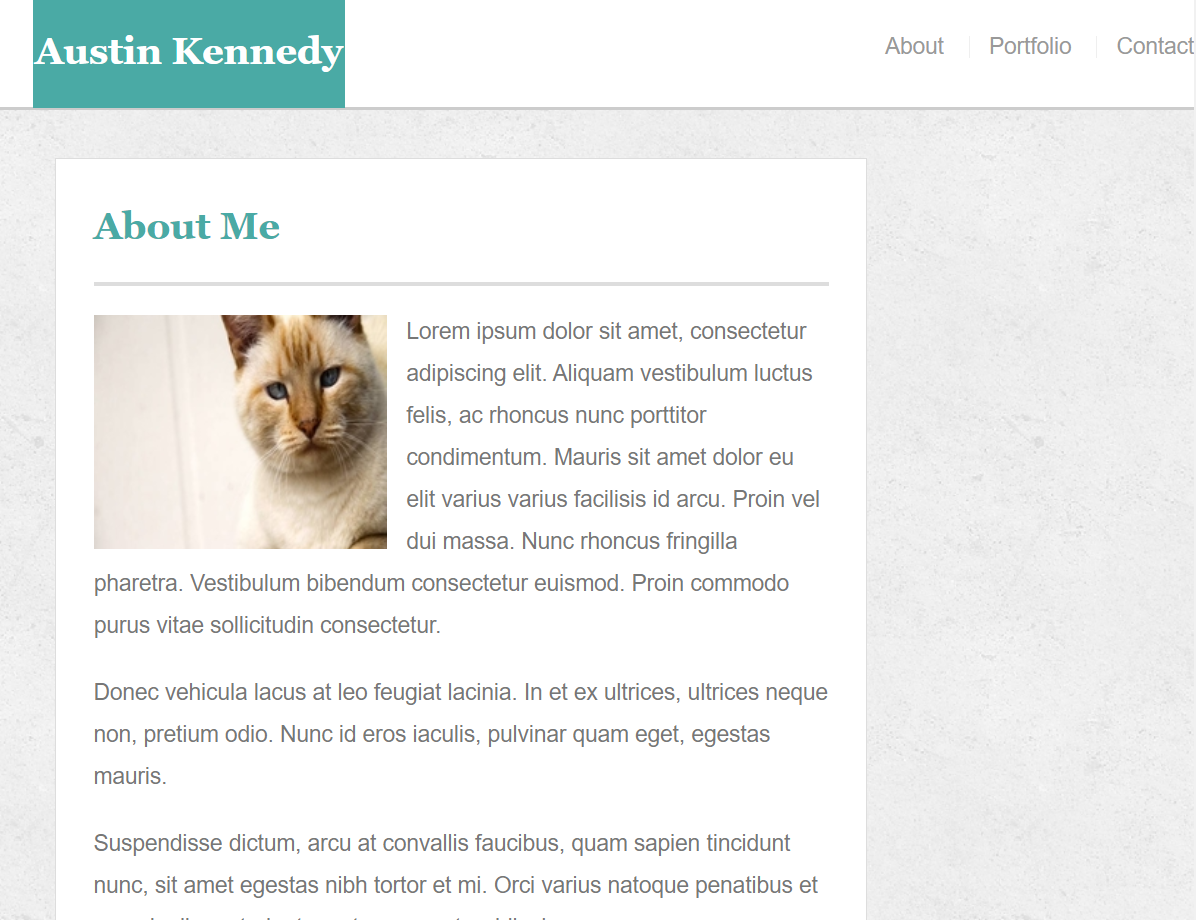 Austin Kennedy
About
Portfolio
Contact
About Me
Lorem ipsum dolor sit amet, consectetur
adipiscing elit. Aliquam vestibulum luctus
felis, ac rhoncus nunc porttitor
condimentum. Mauris sit amet dolor eu
elit varius varius facilisis id arcu. Proin vel
dui massa. Nunc rhoncus fringilla
pharetra. Vestibulum bibendum consectetur euismod. Proin commodo
purus vitae sollicitudin consectetur.
Donec vehicula lacus at leo feugiat lacinia. In et ex ultrices, ultrices neque
non, pretium odio. Nunc id eros iaculis, pulvinar quam eget, egestas
mauris.
Suspendisse dictum, arcu at convallis faucibus, quam sapien tincidunt
nunc, sit amet egestas nibh tortor et mi. Orci varius natoque penatibus et